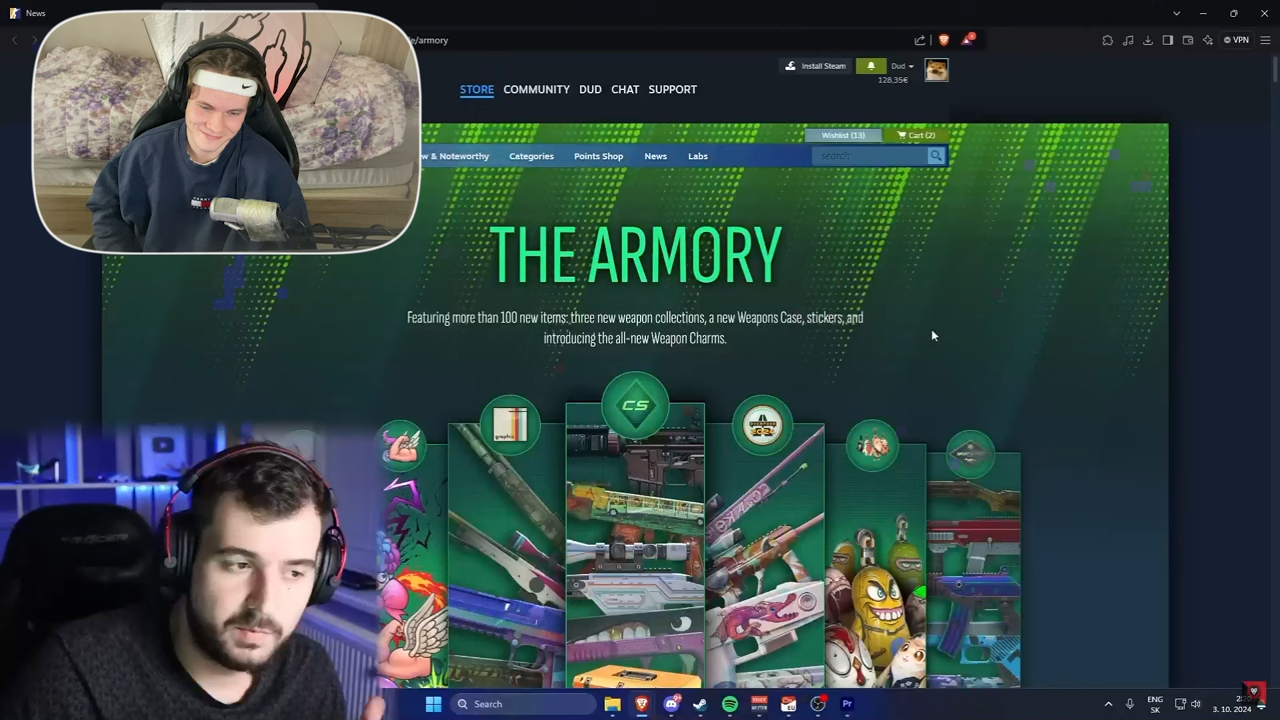 News
e/armory
VPN
Install Steam
Dud
128,35€
STORE COMMUNITY DUD CHAT SUPPORT
Wishlist (13)
Cart (2)
w & Noteworthy Categories Points Shop News Labs
search
THE ARMORY
Featuring more than 100 new items: three new weapon collections, a new Weapons Case, stickers, and
introducing the all-new Weapon Charms.
CS
graphic
Search
ENG
SK
3. 10. 2024